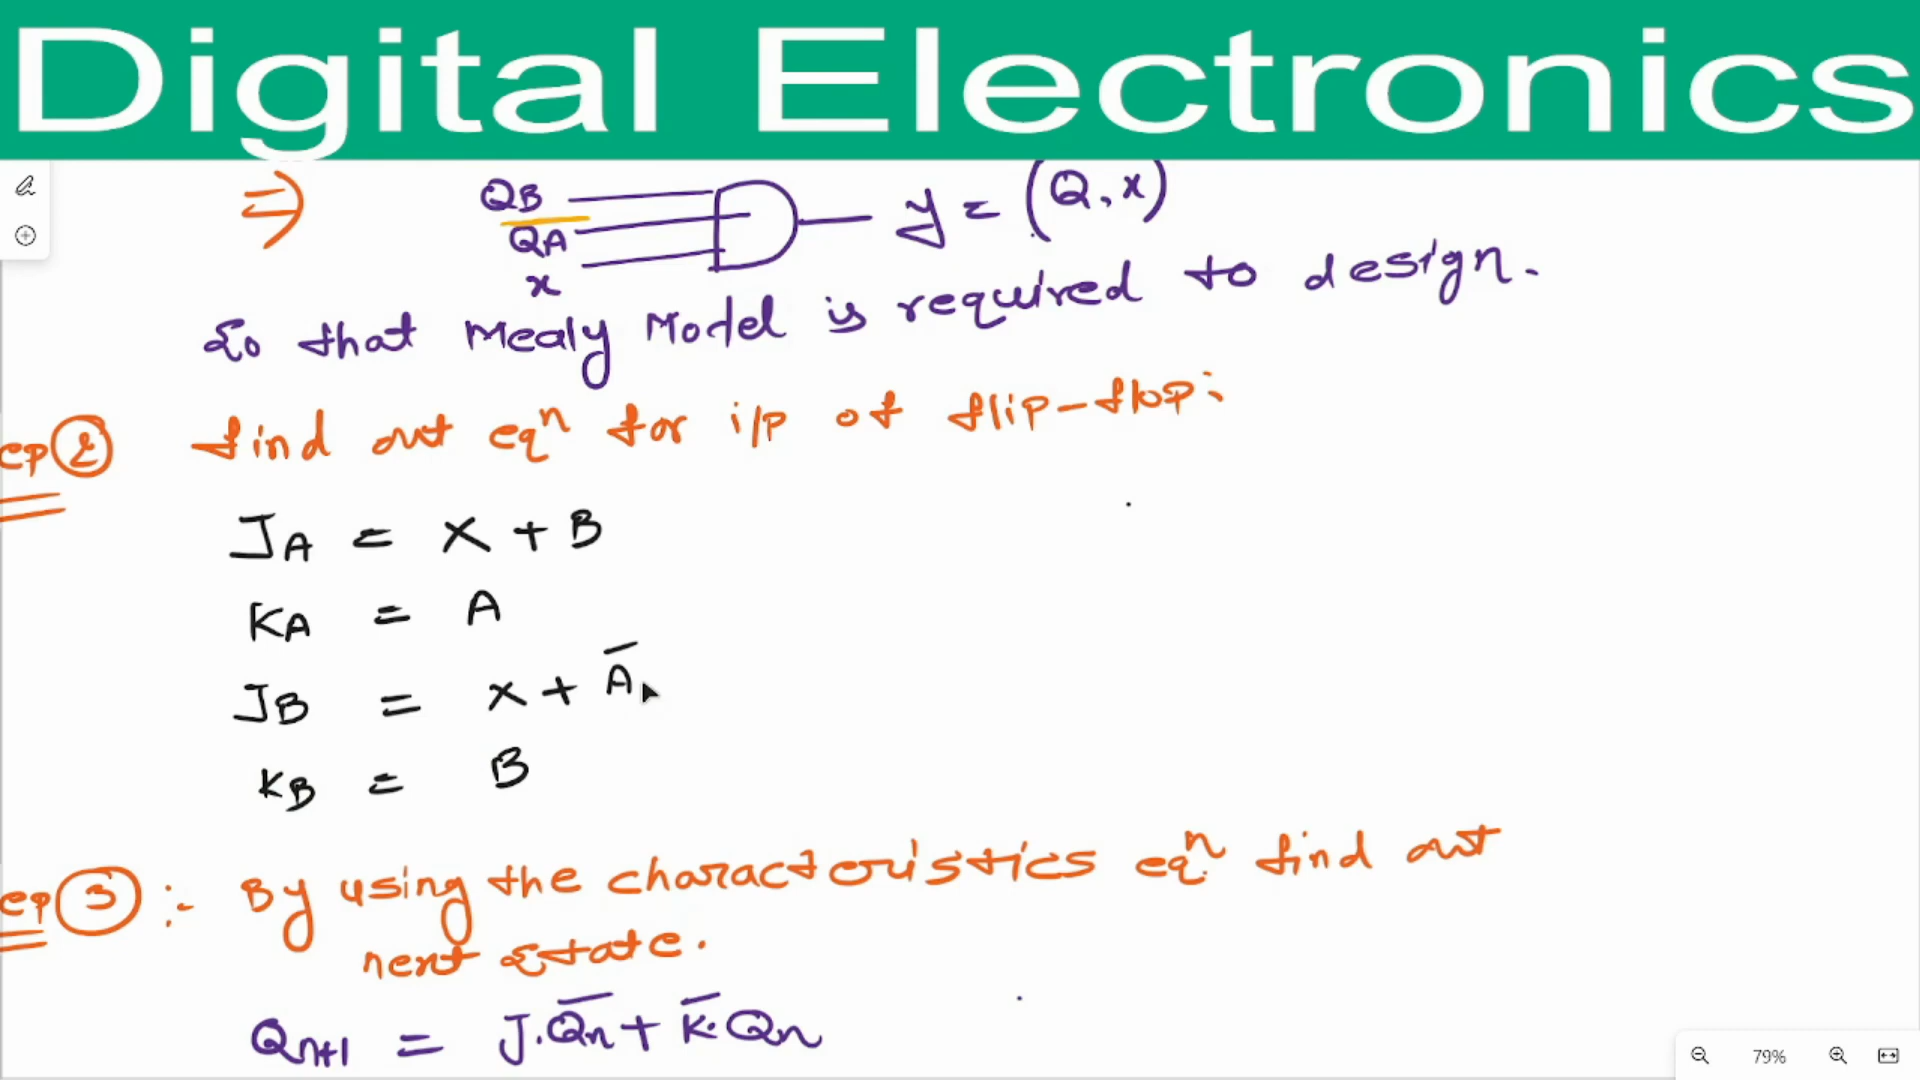 Digital Electronics
⇒ QB
QA
x
y = (Q, x)
So that Mealy Model is required to design.
ep 2 find out eqn for i/p of flip-flop:
JA = X + B
KA = A
JB = X + A̅
KB = B
ep 3 :- By using the characteristics eqn find out
next state.
Qn+1 = J·Q̅n̅ + K̅·Qn
79%